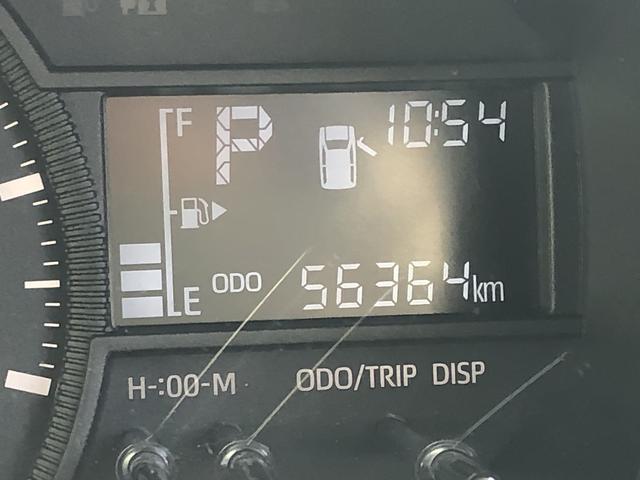 F P 10:54
ODO 56364km
E
H-:00-M ODO/TRIP DISP